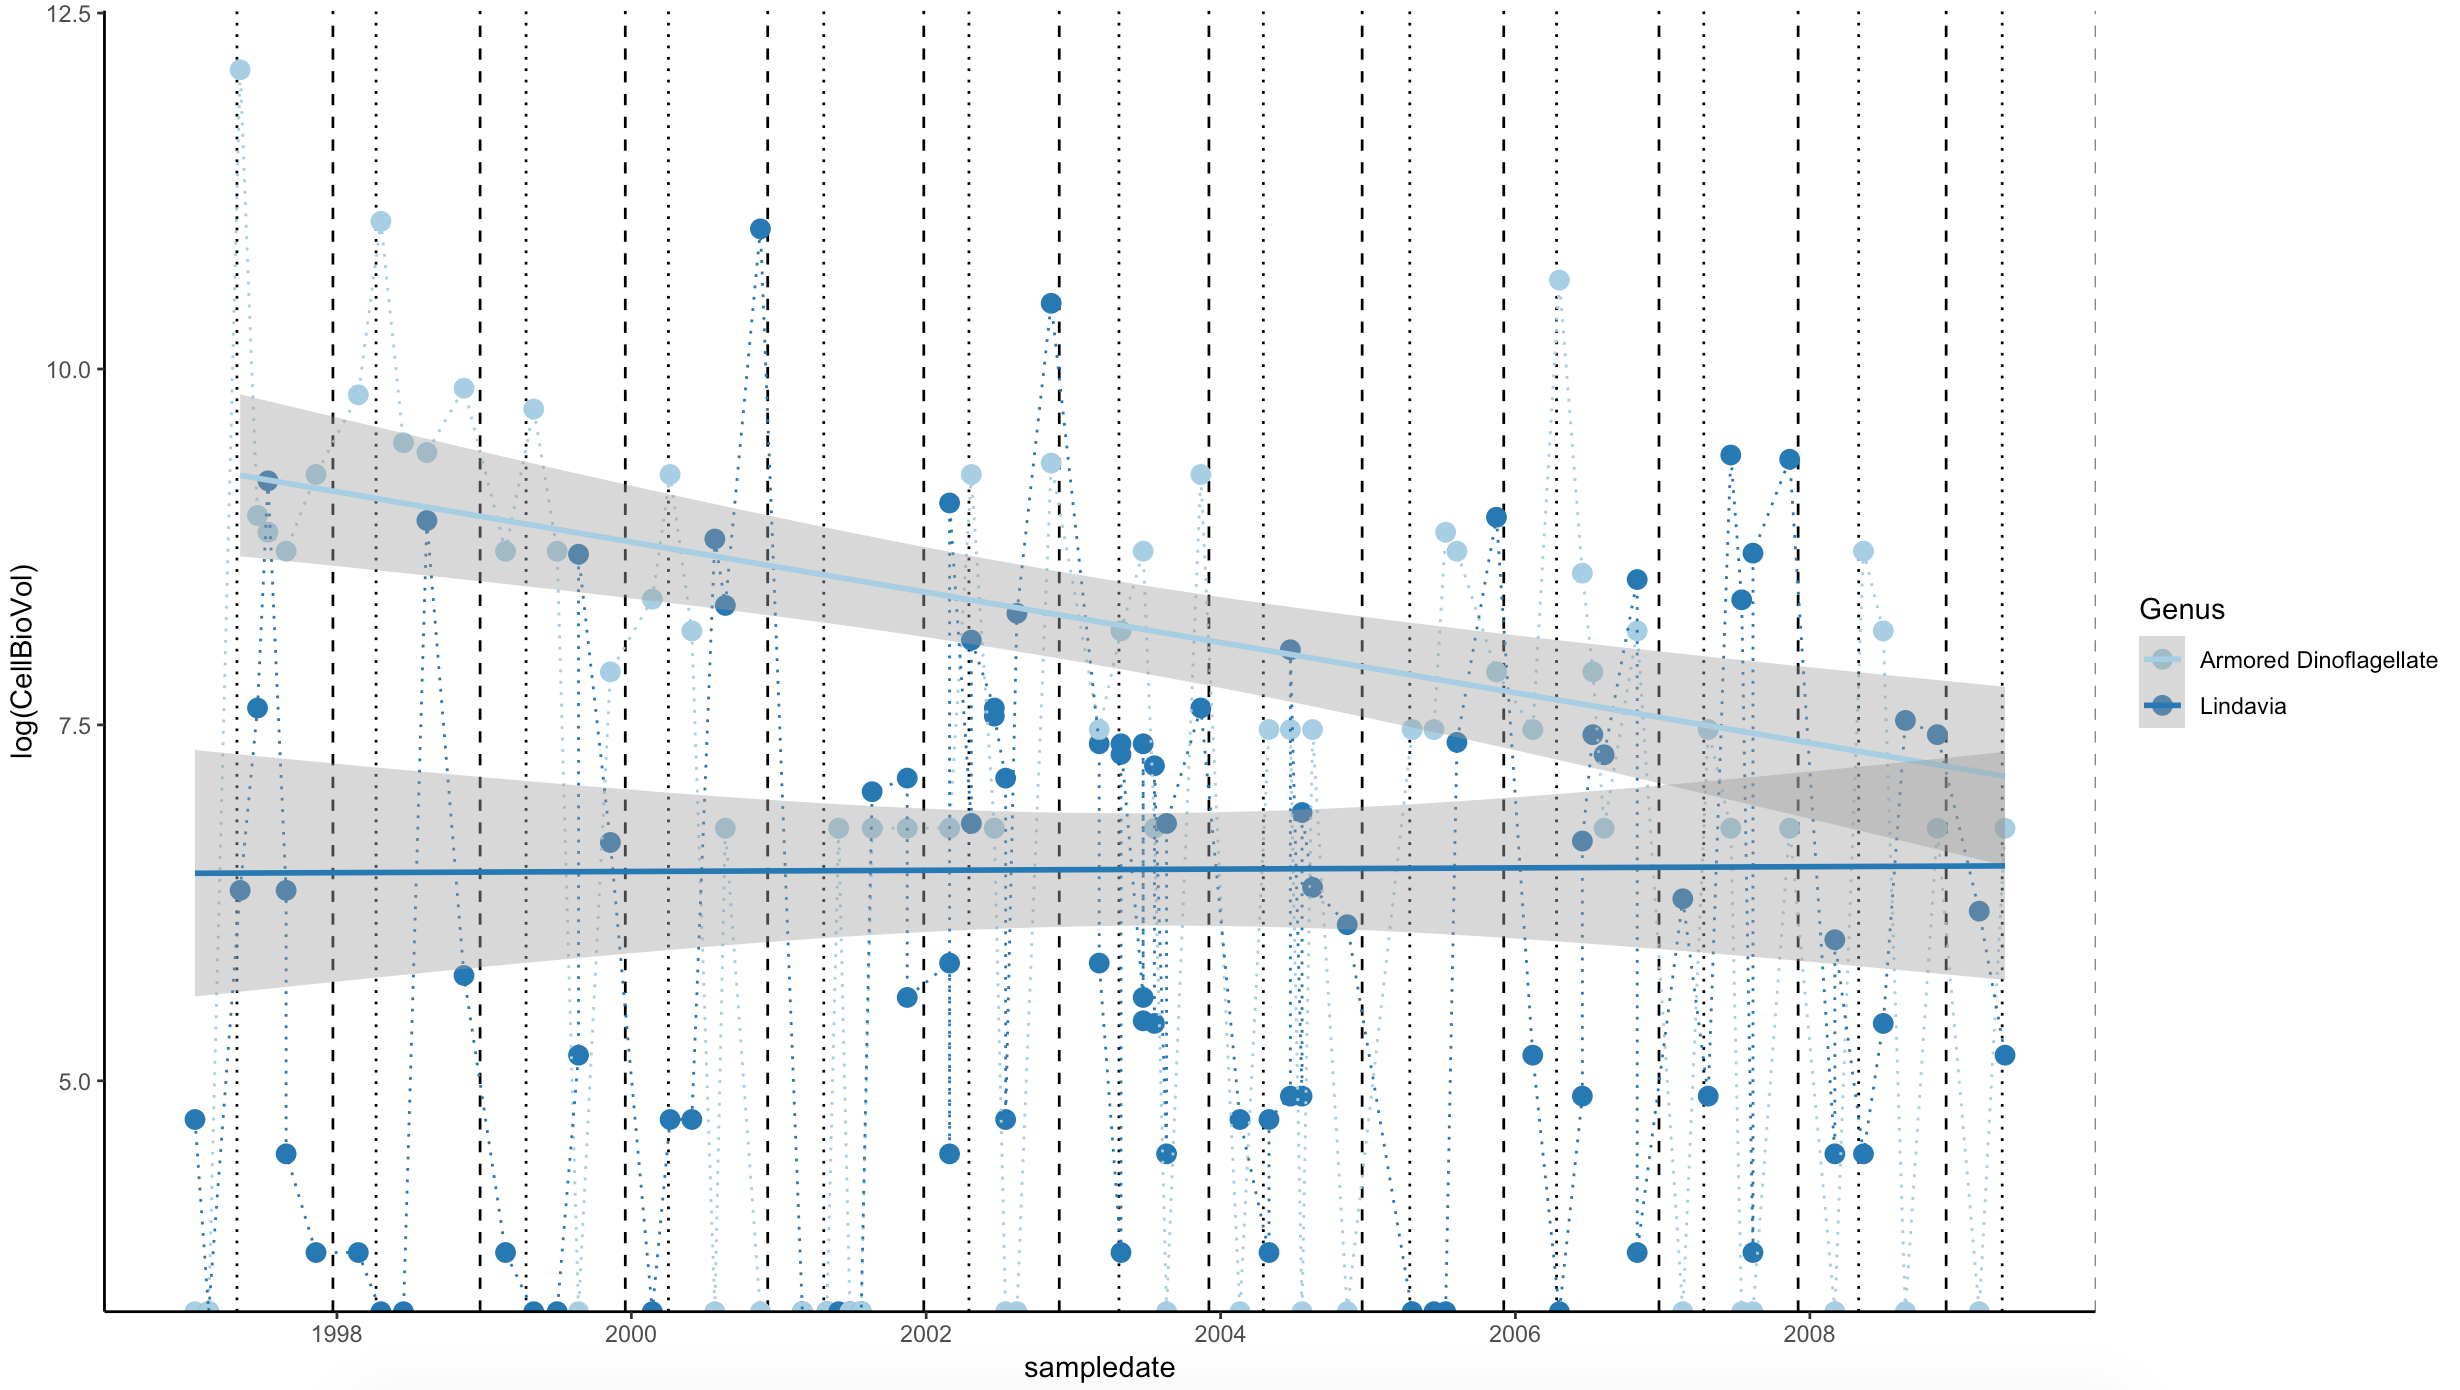 12.5
10.0
7.5
5.0
log(CellBioVol)
1998 2000 2002 2004 2006 2008
sampledate
Genus
Armored Dinoflagellate
Lindavia